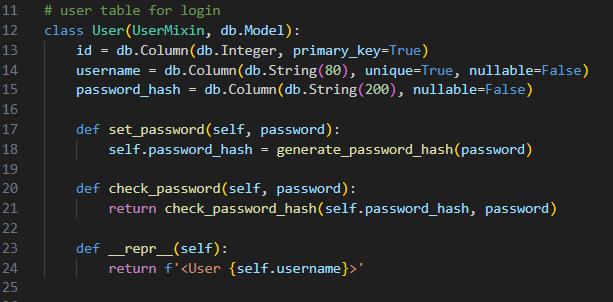 11 # user table for login
12 class User(UserMixin, db.Model):
13     id = db.Column(db.Integer, primary_key=True)
14     username = db.Column(db.String(80), unique=True, nullable=False)
15     password_hash = db.Column(db.String(200), nullable=False)
16
17     def set_password(self, password):
18         self.password_hash = generate_password_hash(password)
19
20     def check_password(self, password):
21         return check_password_hash(self.password_hash, password)
22
23     def __repr__(self):
24         return f'<User {self.username}>'
25